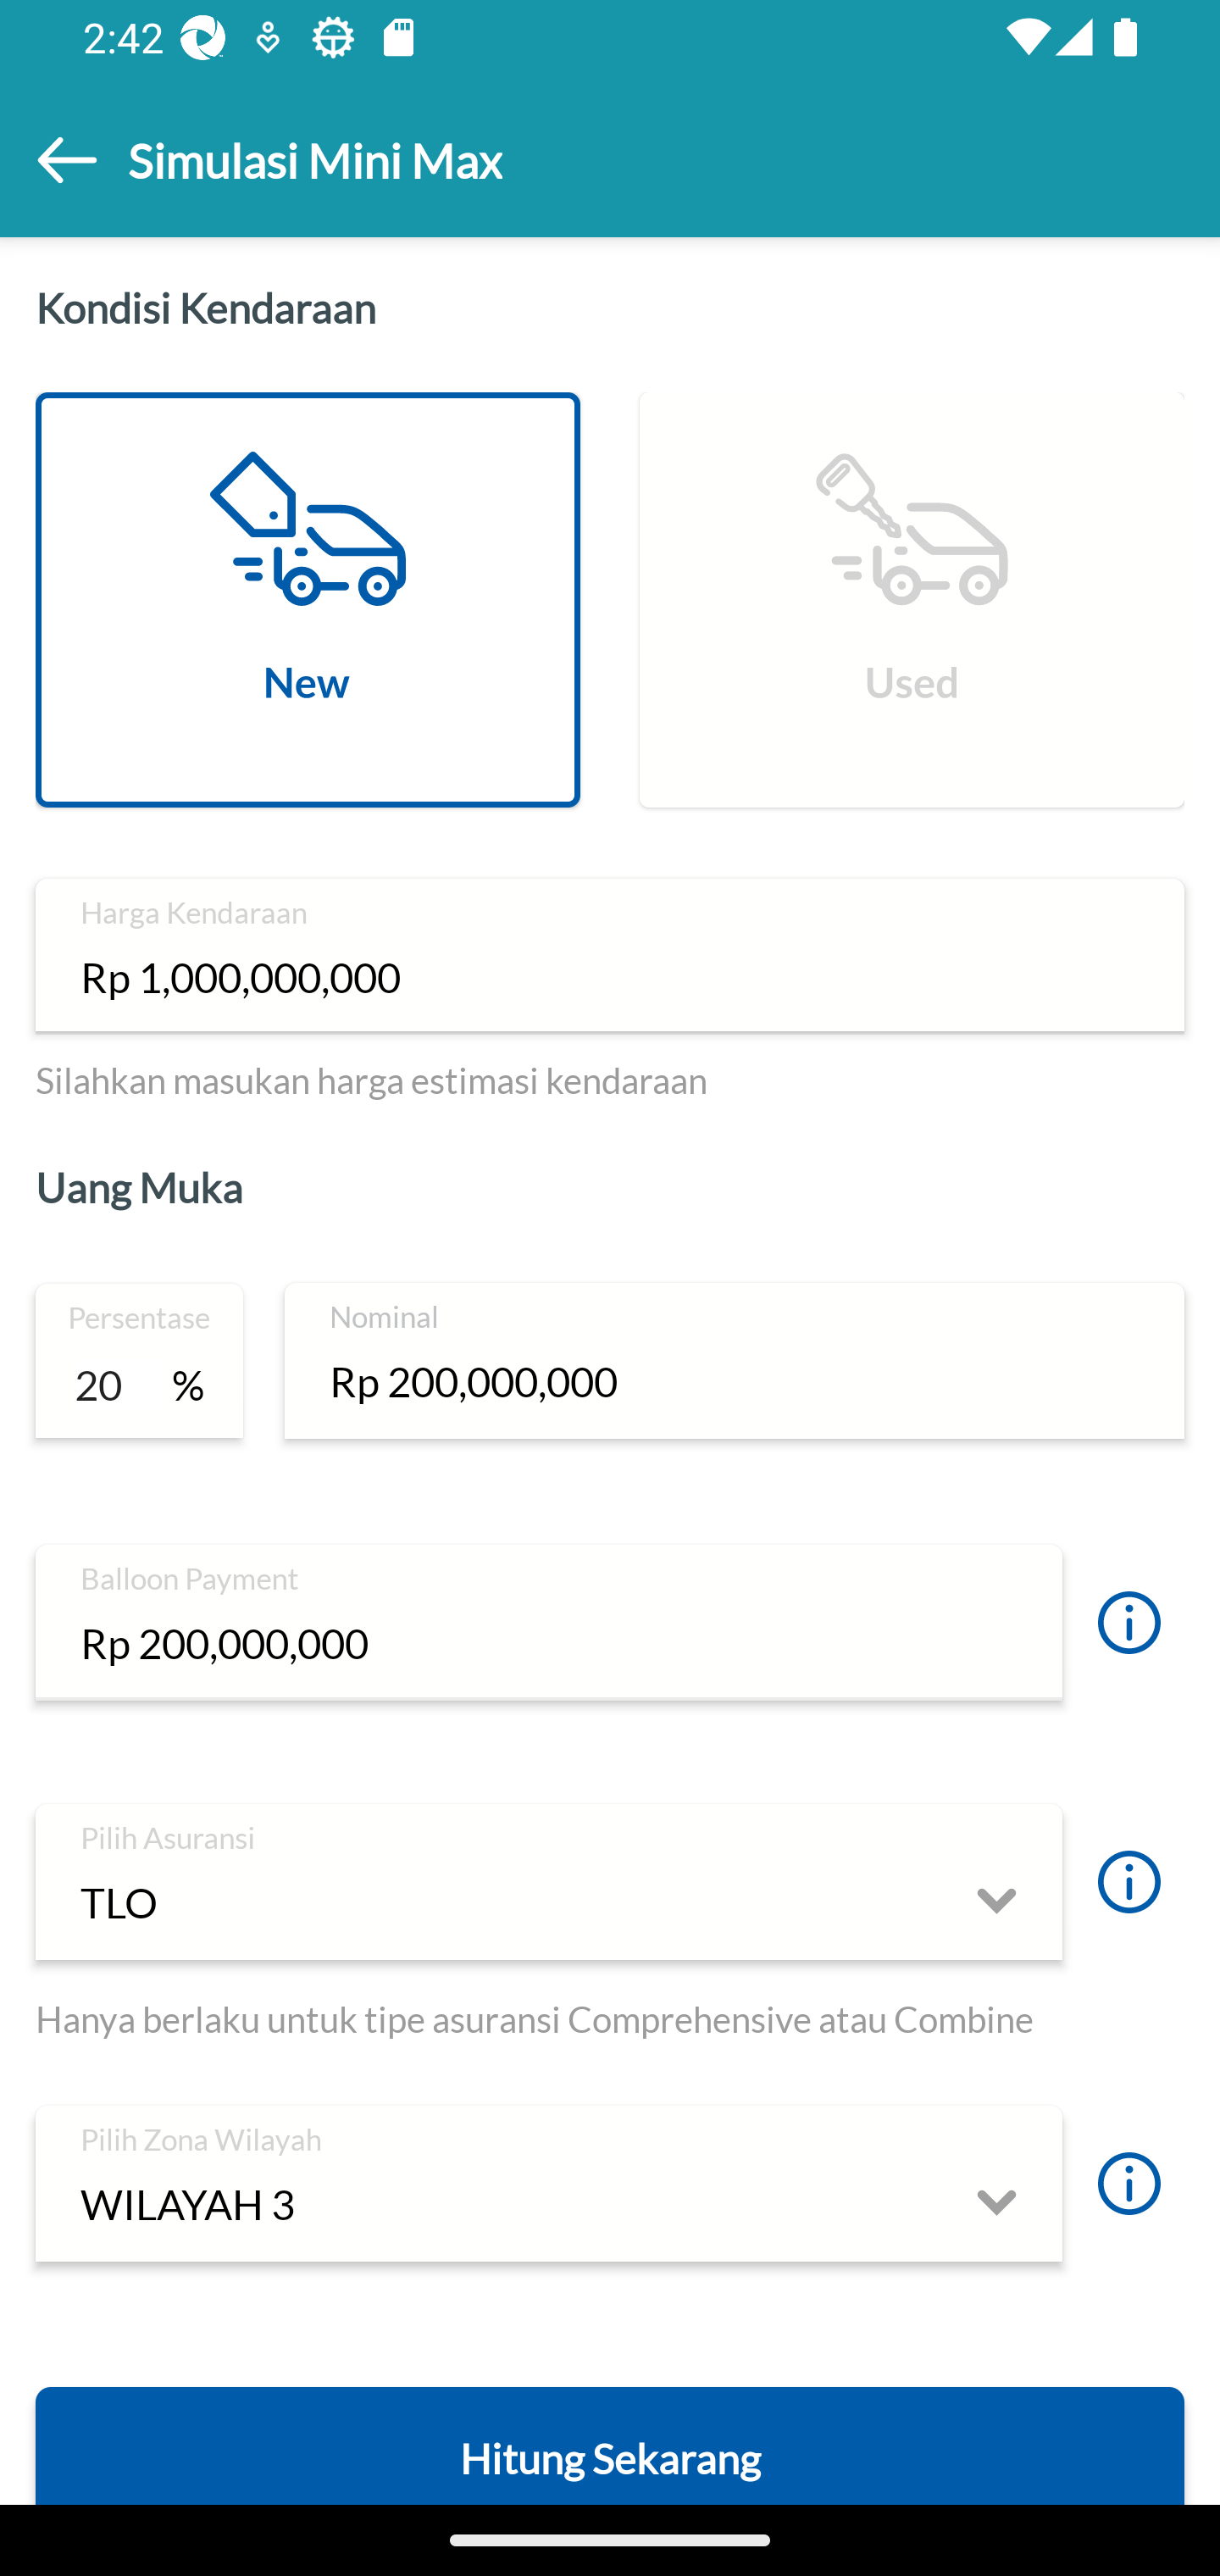 2:42
Simulasi Mini Max
Kondisi Kendaraan
New
Used
Harga Kendaraan
Rp 1,000,000,000
Silahkan masukan harga estimasi kendaraan
Uang Muka
Persentase
20 %
Nominal
Rp 200,000,000
Balloon Payment
Rp 200,000,000
Pilih Asuransi
TLO
Hanya berlaku untuk tipe asuransi Comprehensive atau Combine
Pilih Zona Wilayah
WILAYAH 3
Hitung Sekarang